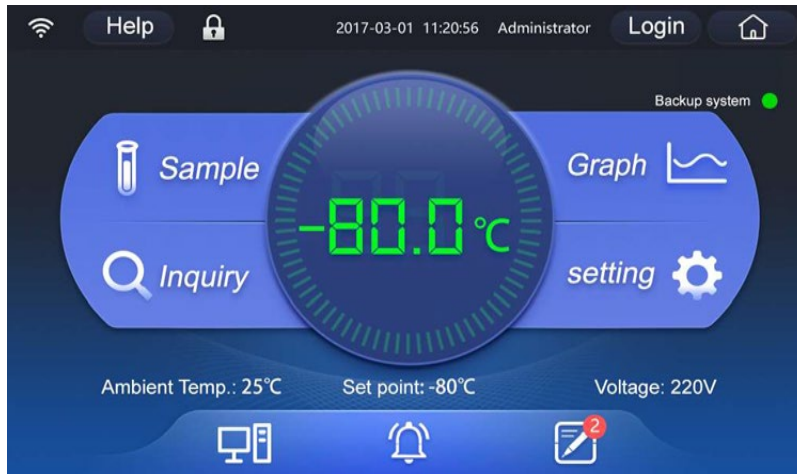 Help 2017-03-01 11:20:56 Administrator Login
Backup system
Sample
Graph
-80.0 °C
Inquiry
setting
Ambient Temp.: 25℃ Set point: -80℃ Voltage: 220V
2